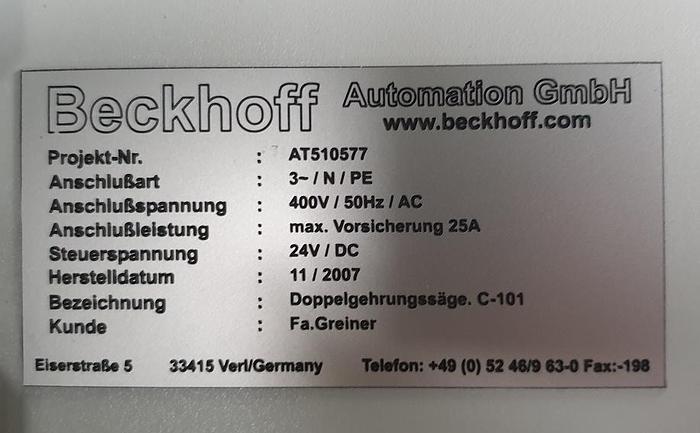 Beckhoff Automation GmbH
www.beckhoff.com
Projekt-Nr. : AT510577
Anschlußart : 3~ / N / PE
Anschlußspannung : 400V / 50Hz / AC
Anschlußleistung : max. Vorsicherung 25A
Steuerspannung : 24V / DC
Herstelldatum : 11 / 2007
Bezeichnung : Doppelgehrungssäge. C-101
Kunde : Fa.Greiner
Eiserstraße 5 33415 Verl/Germany Telefon: +49 (0) 52 46/9 63-0 Fax:-198